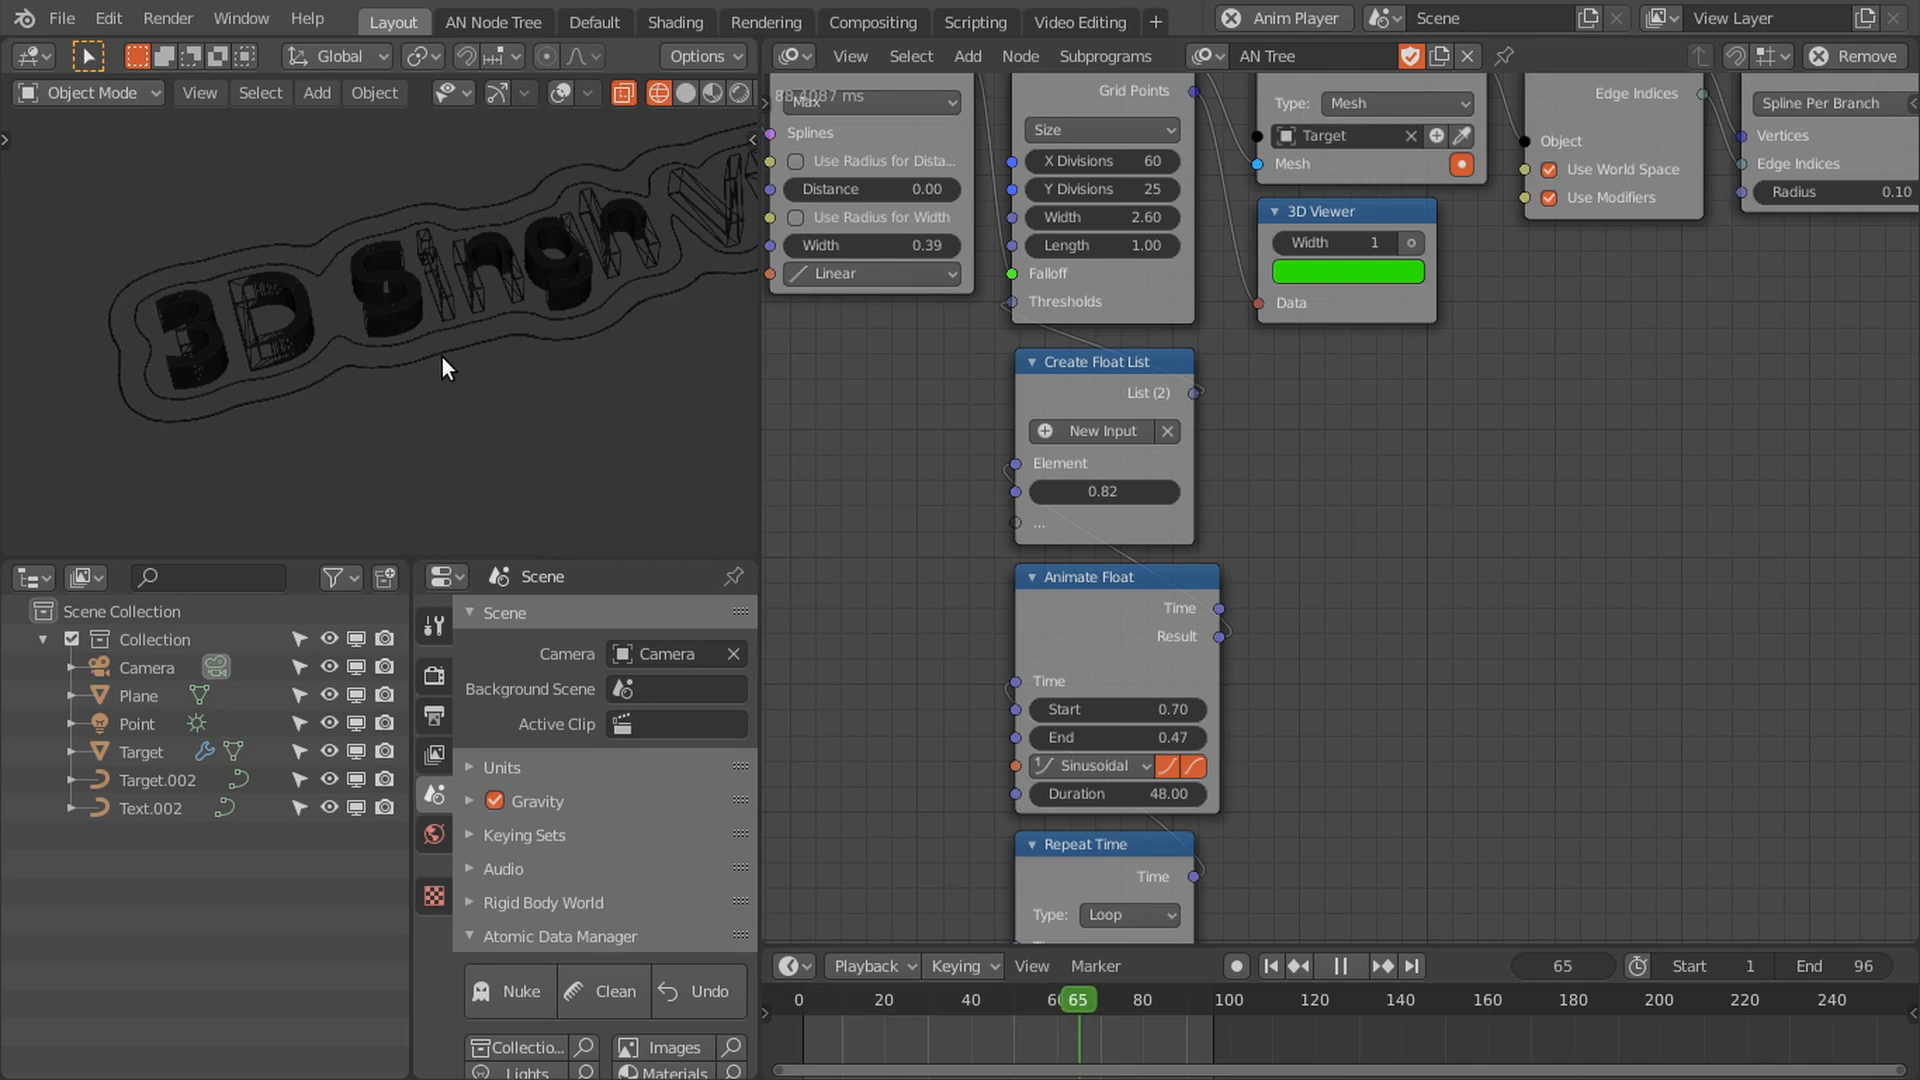 File Edit Render Window Help Layout AN Node Tree Default Shading Rendering Compositing Scripting Video Editing + Anim Player Scene View Layer
Global Options View Select Add Node Subprograms AN Tree Remove
Object Mode View Select Add Object
88.4087 ms
Max
Splines
Use Radius for Dista...
Distance 0.00
Use Radius for Width
Width 0.39
Linear
Grid Points
Size
X Divisions 60
Y Divisions 25
Width 2.60
Length 1.00
Falloff
Thresholds
Type: Mesh
Target
Mesh
3D Viewer
Width 1
Data
Edge Indices
Object
Use World Space
Use Modifiers
Spline Per Branch
Vertices
Edge Indices
Radius 0.10
3D Singh V
Create Float List
List (2)
New Input
Element
0.82
...
Animate Float
Time
Result
Time
Start 0.70
End 0.47
Sinusoidal
Duration 48.00
Repeat Time
Time
Type: Loop
Scene Collection
Collection
Camera
Plane
Point
Target
Target.002
Text.002
Scene
Scene
Camera Camera
Background Scene
Active Clip
Units
Gravity
Keying Sets
Audio
Rigid Body World
Atomic Data Manager
Nuke Clean Undo
Collectio... Images
Lights Materials
Playback Keying View Marker 65 Start 1 End 96
0 20 40 65 80 100 120 140 160 180 200 220 240